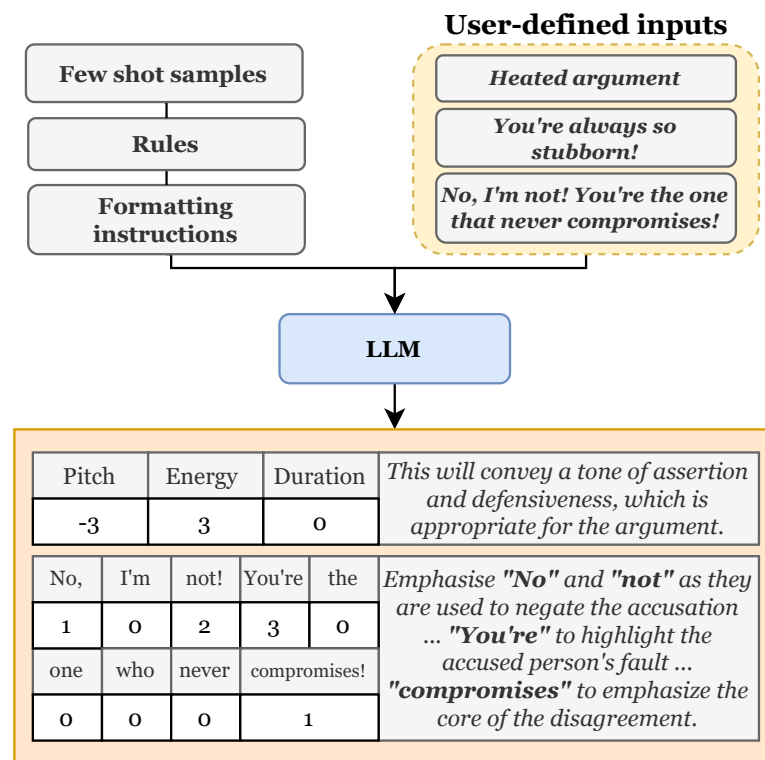 User-defined inputs
Few shot samples
Rules
Formatting
instructions
Heated argument
You're always so
stubborn!
No, I'm not! You're the one
that never compromises!
LLM
Pitch Energy Duration
-3 3 0
This will convey a tone of assertion
and defensiveness, which is
appropriate for the argument.
No, I'm not! You're the
1 0 2 3 0
one who never compromises!
0 0 0 1
Emphasise "No" and "not" as they
are used to negate the accusation
... "You're" to highlight the
accused person's fault ...
"compromises" to emphasize the
core of the disagreement.